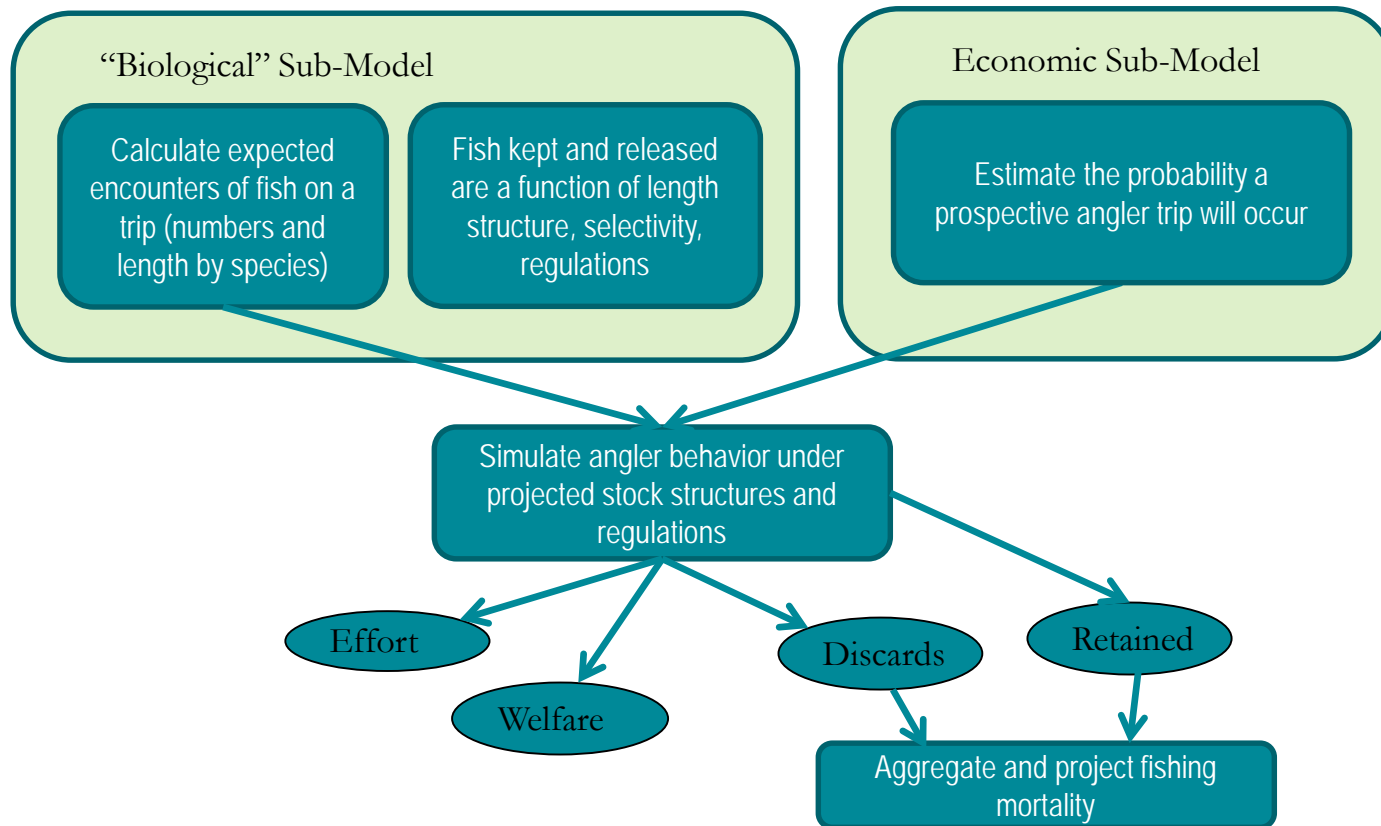 “Biological” Sub-Model
Calculate expected
encounters of fish on a
trip (numbers and
length by species)
Fish kept and released
are a function of length
structure, selectivity,
regulations
Economic Sub-Model
Estimate the probability a
prospective angler trip will occur
Simulate angler behavior under
projected stock structures and
regulations
Effort
Welfare
Discards
Retained
Aggregate and project fishing
mortality